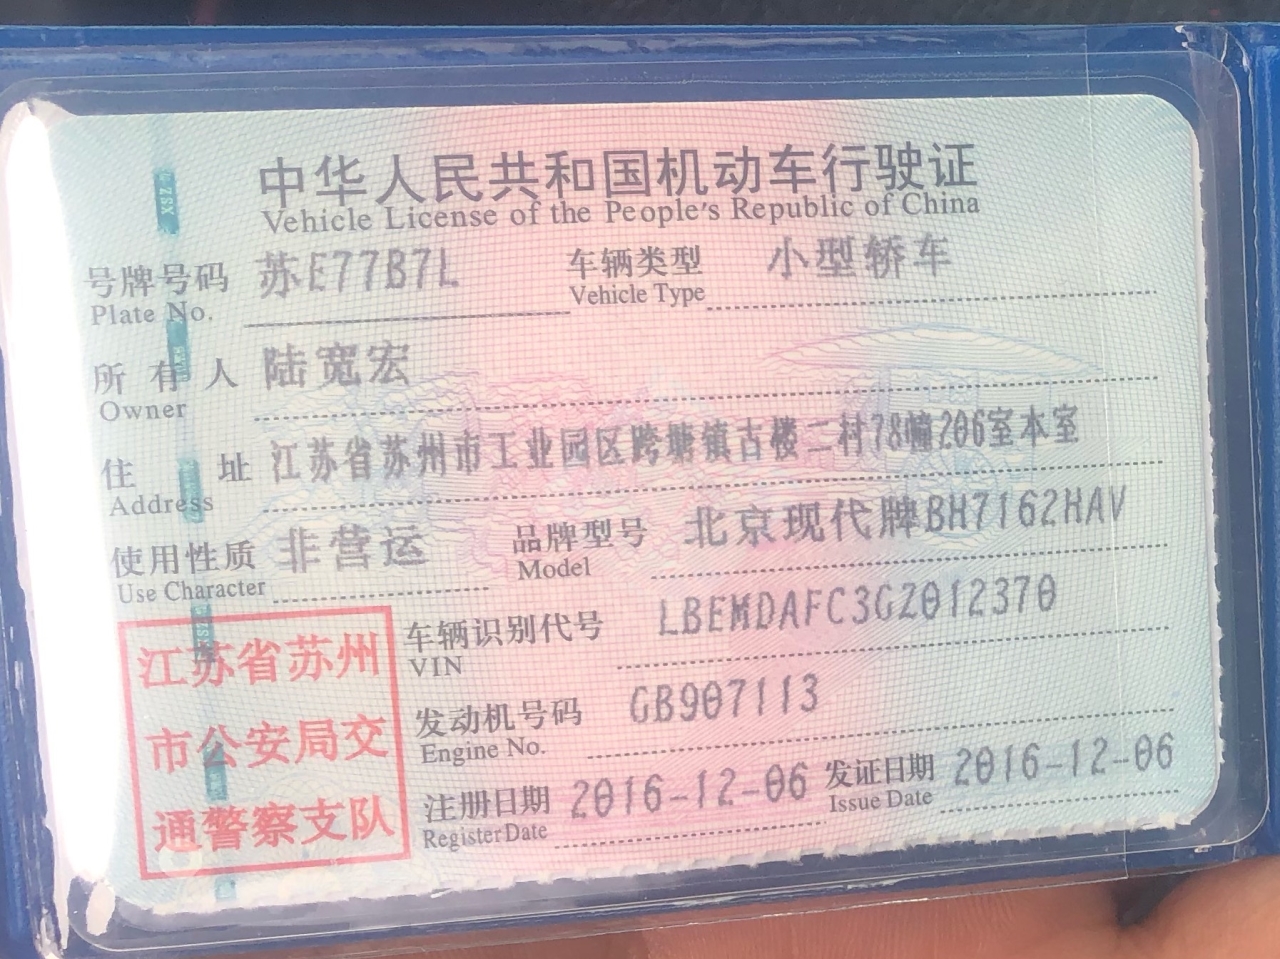 中华人民共和国机动车行驶证
Vehicle License of the People's Republic of China
号牌号码 苏E77B7L 车辆类型 小型轿车
Plate No. Vehicle Type
所有人 陆宽宏
Owner
住址 江苏省苏州市工业园区跨塘镇古楼二村78幢206室本室
Address
使用性质 非营运 品牌型号 北京现代牌BH7162HAV
Use Character Model
车辆识别代号 LBEMDAFC3GZ012370
VIN
发动机号码 GB907113
Engine No.
注册日期 2016-12-06 发证日期 2016-12-06
Register Date Issue Date
江苏省苏州
市公安局交
通警察支队